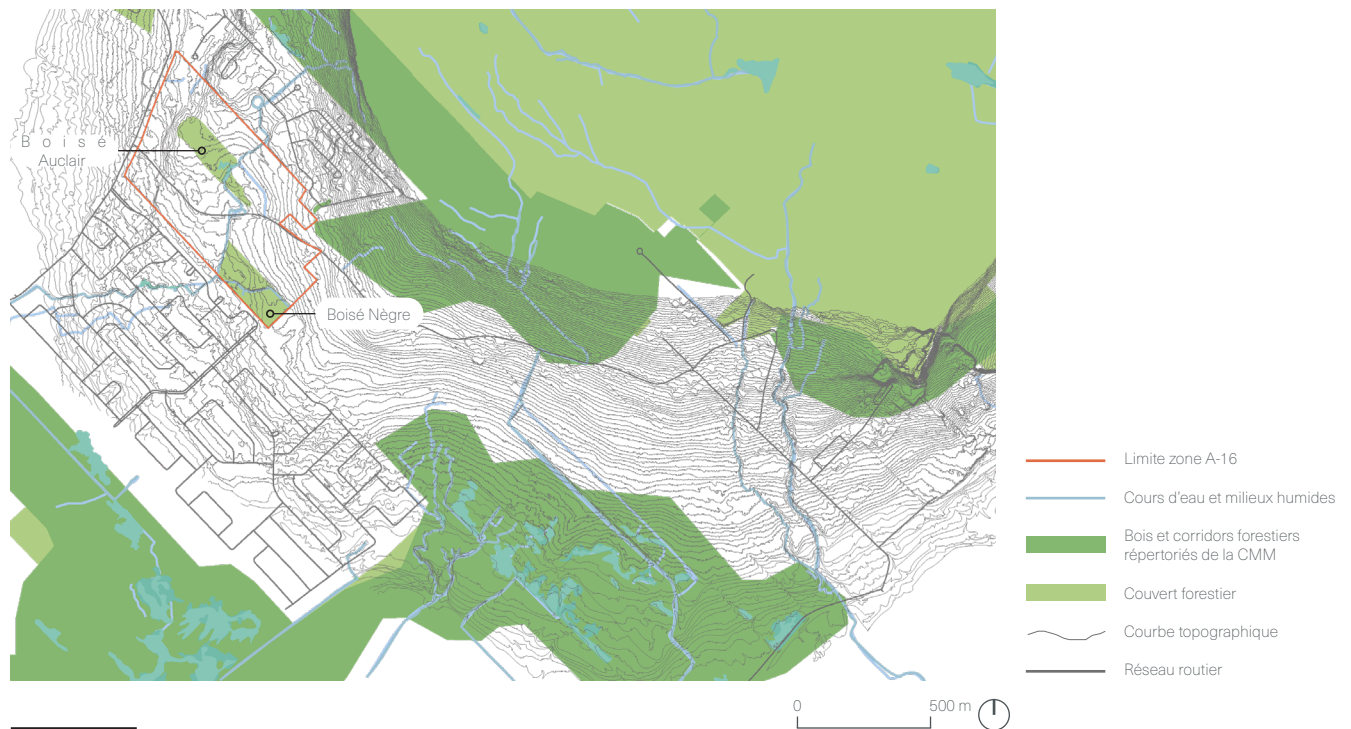 B o i s é
Auclair
Boisé Nègre
Limite zone A-16
Cours d'eau et milieux humides
Bois et corridors forestiers
répertoriés de la CMM
Couvert forestier
Courbe topographique
Réseau routier
0 500 m